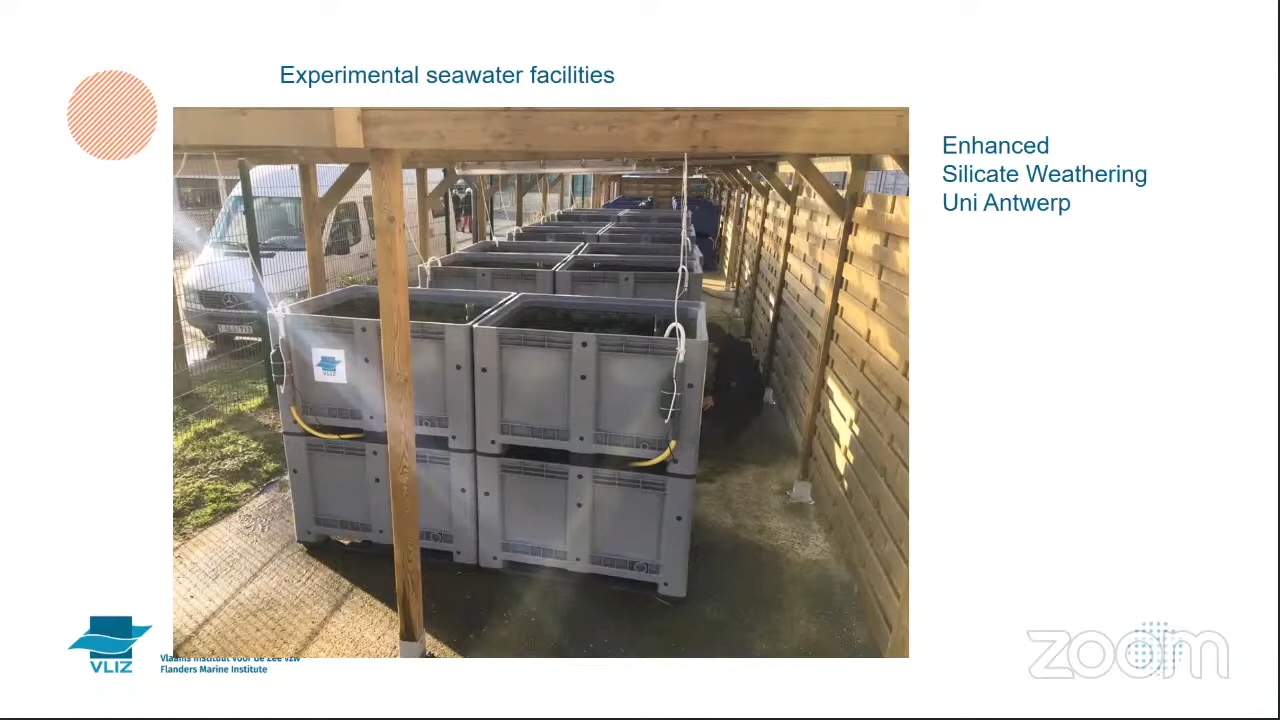 Experimental seawater facilities
Enhanced
Silicate Weathering
Uni Antwerp
VLIZ
VLIZ
Vlaams Instituut voor de Zee vzw
Flanders Marine Institute
zoom